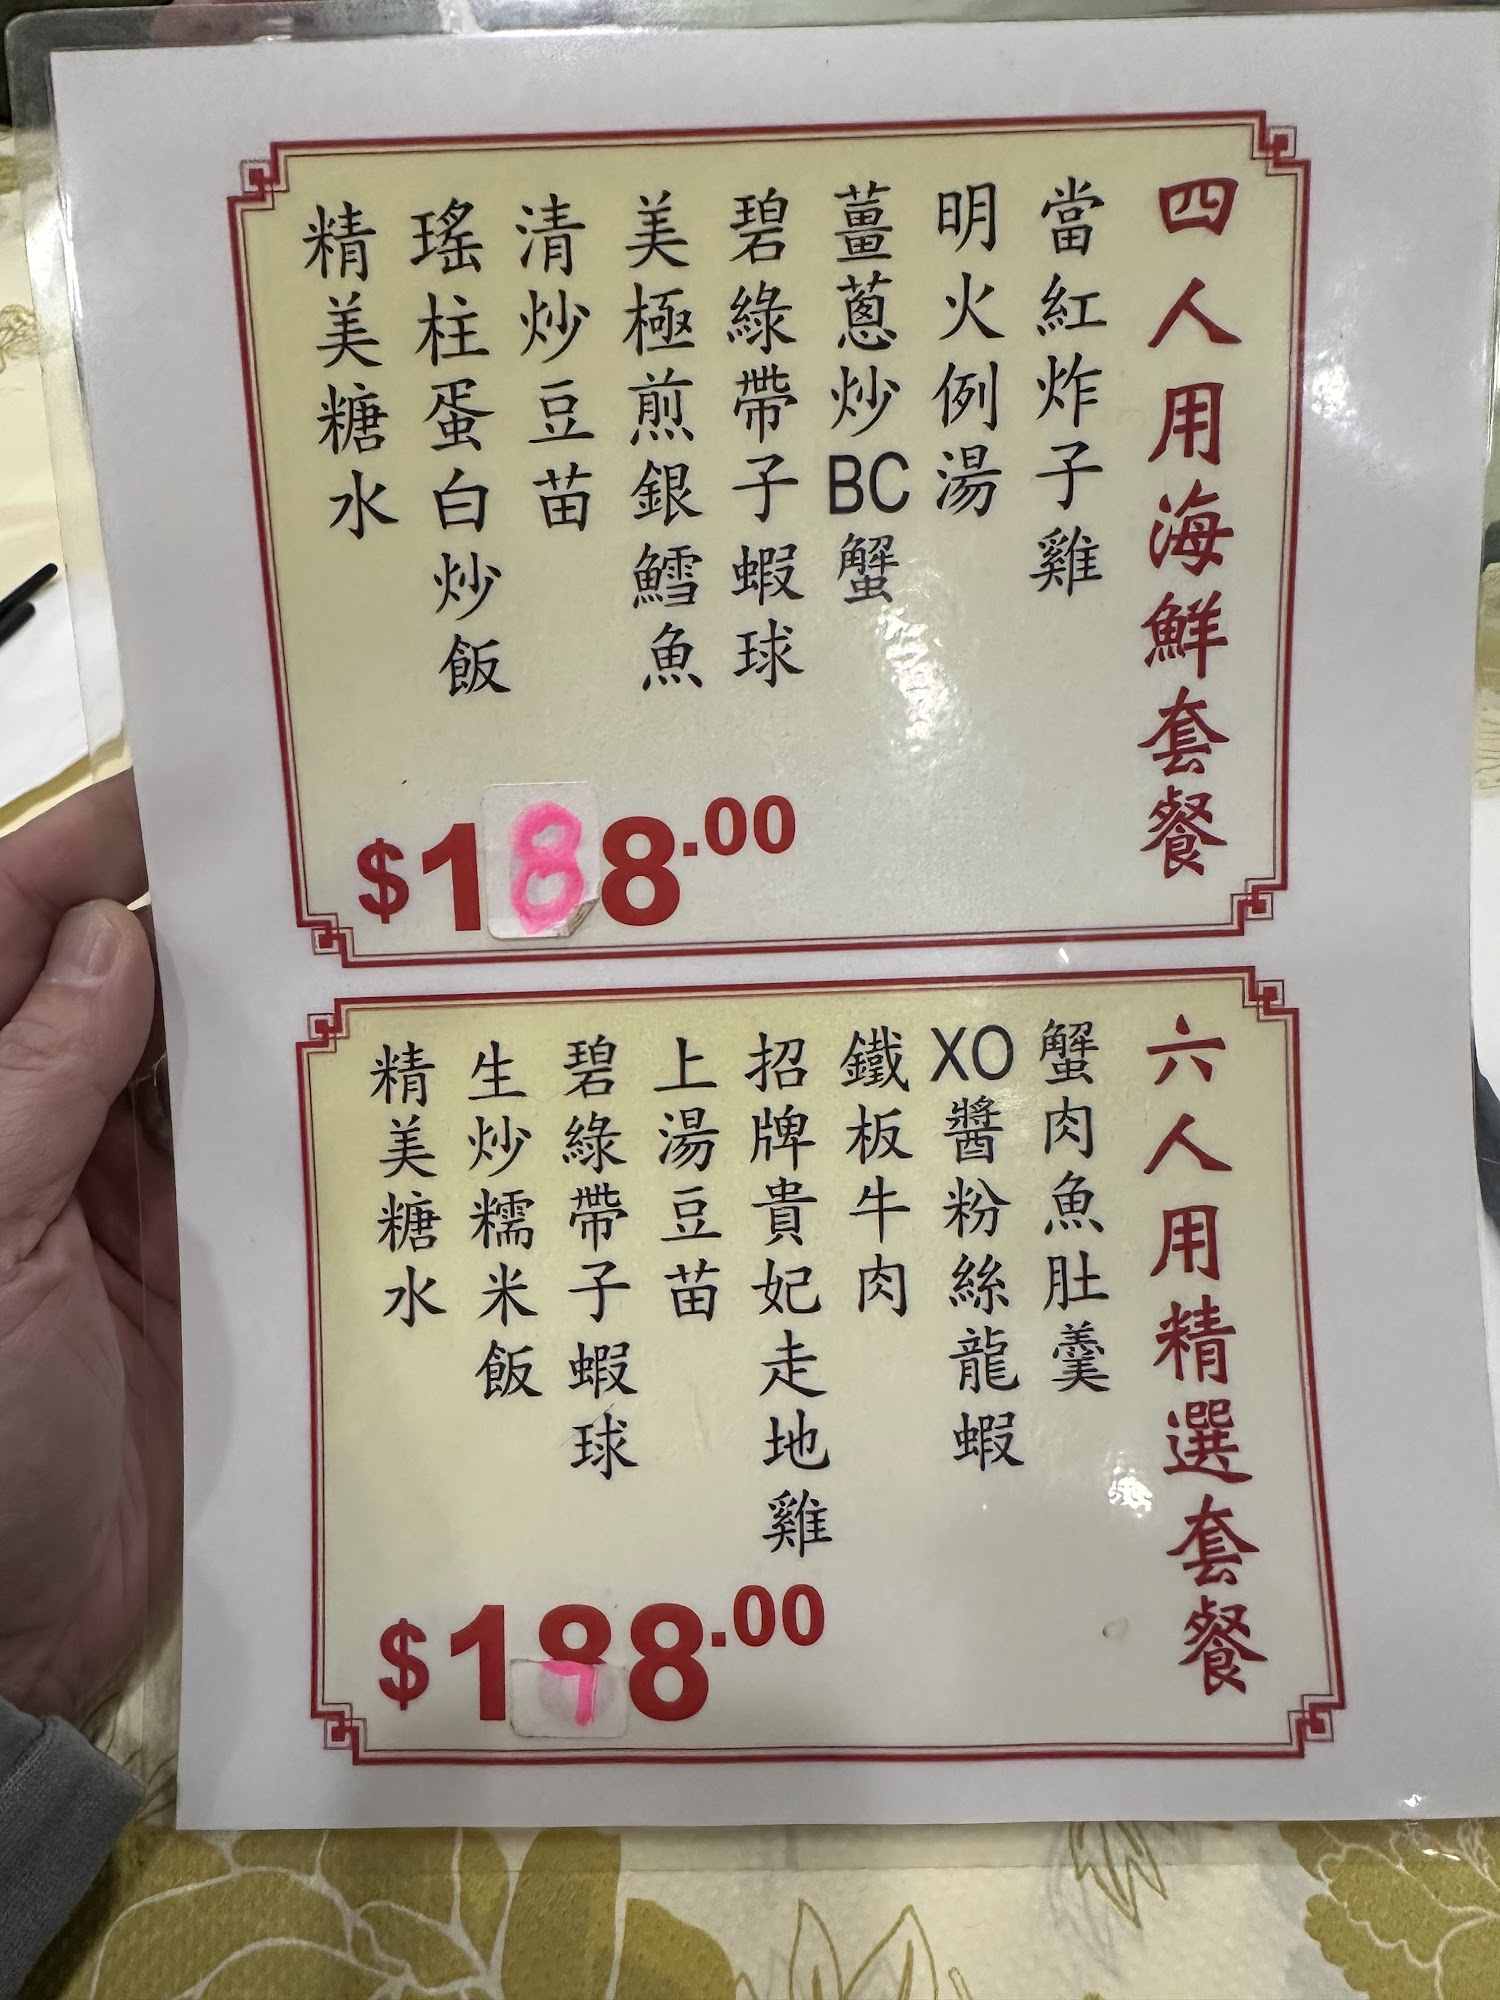 四人用海鮮套餐
當紅炸子雞
明火例湯
薑蔥炒BC蟹
碧綠帶子蝦球
美極煎銀鱈魚
清炒豆苗
瑤柱蛋白炒飯
精美糖水
$188.00
六人用精選套餐
蟹肉魚肚羹
XO醬粉絲龍蝦
鐵板牛肉
招牌貴妃走地雞
上湯豆苗
碧綠帶子蝦球
生炒糯米飯
精美糖水
$198.00